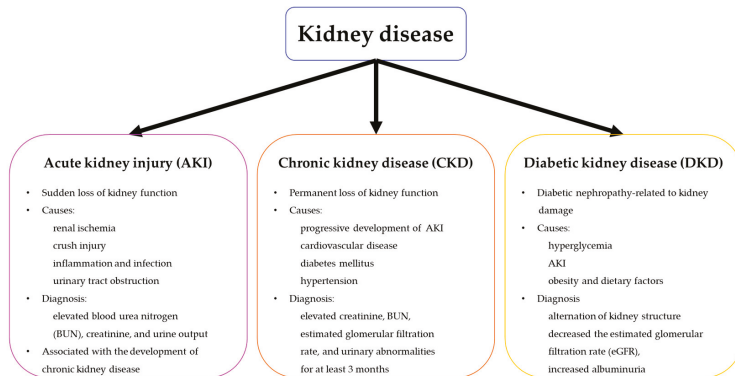 Kidney disease
Acute kidney injury (AKI)
• Sudden loss of kidney function
• Causes:
renal ischemia
crush injury
inflammation and infection
urinary tract obstruction
• Diagnosis:
elevated blood urea nitrogen
(BUN), creatinine, and urine output
• Associated with the development of
chronic kidney disease
Chronic kidney disease (CKD)
• Permanent loss of kidney function
• Causes:
progressive development of AKI
cardiovascular disease
diabetes mellitus
hypertension
• Diagnosis:
elevated creatinine, BUN,
estimated glomerular filtration
rate, and urinary abnormalities
for at least 3 months
Diabetic kidney disease (DKD)
• Diabetic nephropathy-related to kidney
damage
• Causes:
hyperglycemia
AKI
obesity and dietary factors
• Diagnosis
alternation of kidney structure
decreased the estimated glomerular
filtration rate (eGFR),
increased albuminuria